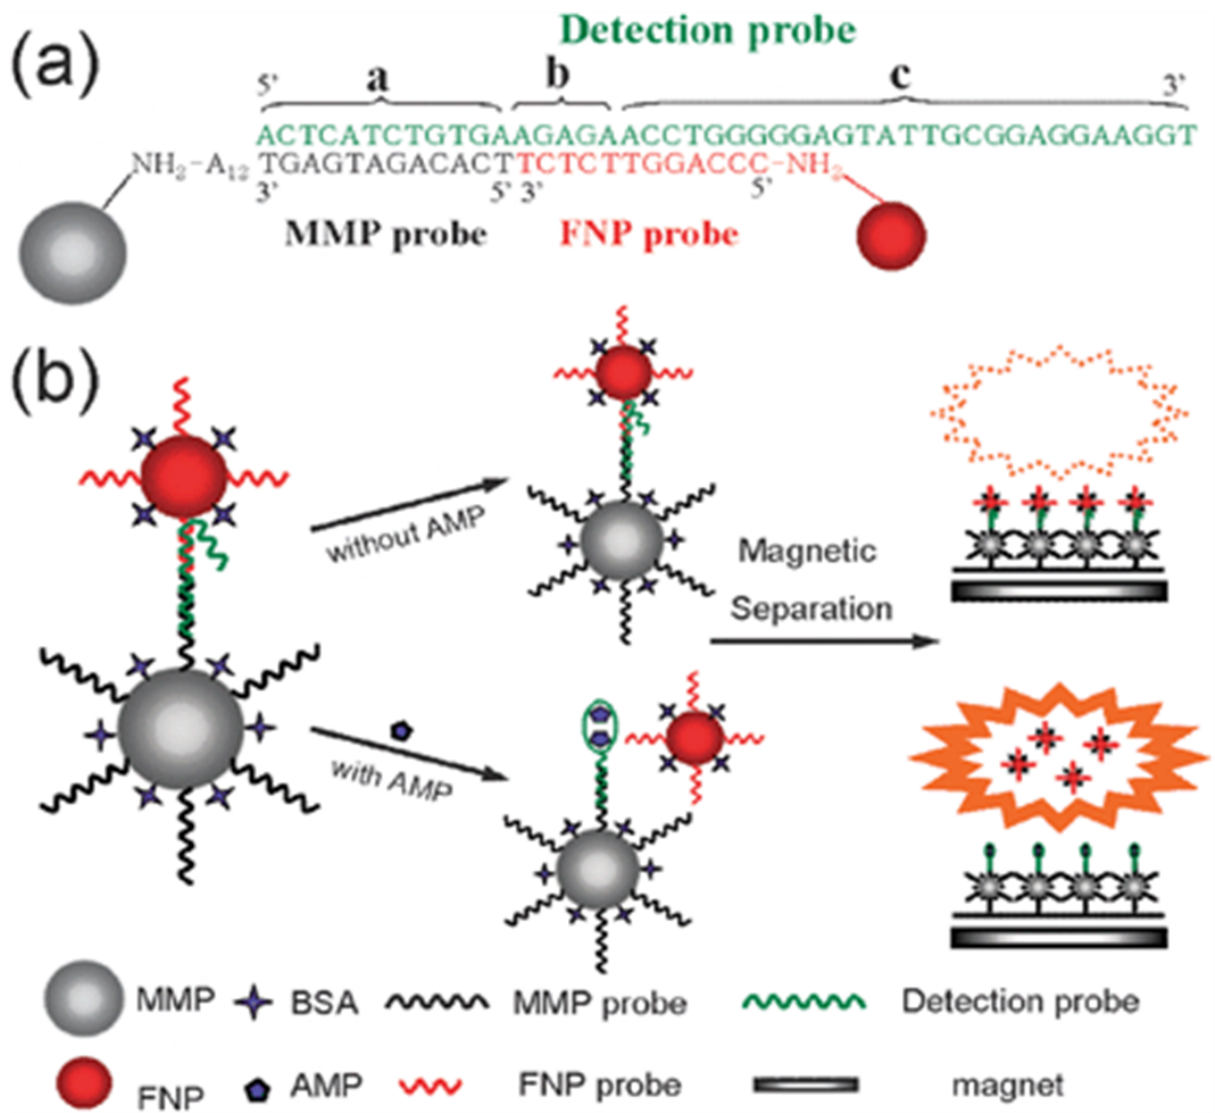 (a)
Detection probe
5’ a b c 3’
ACTCATCTGTGAAGAGAACCTGGGGGAGTATTGCGGAGGAAGGT
NH2-A12 TGAGTAGACACTTCTCTTGGACCC-NH2
3’ 5’ 3’ 5’
MMP probe FNP probe
(b)
without AMP
Magnetic
Separation
with AMP
MMP BSA MMP probe Detection probe
FNP AMP FNP probe magnet